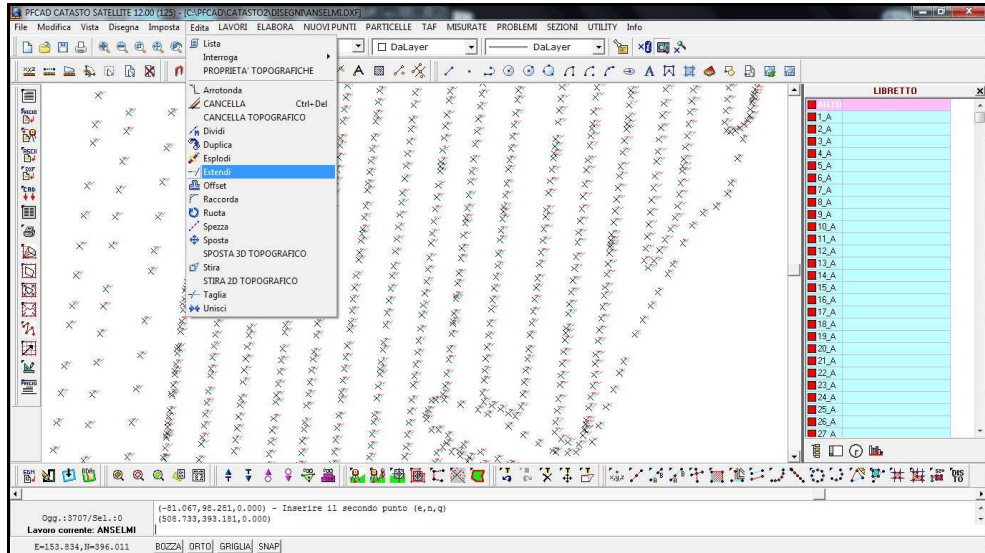 PFCAD CATASTO SATELLITE 12.00 (125) - [C:\PFCAD\CATASTO2\DISEGNI\ANSELMI.DXF]
File Modifica Vista Disegna Imposta Edita LAVORI ELABORA NUOVI PUNTI PARTICELLE TAF MISURATE PROBLEMI SEZIONI UTILITY Info
DaLayer DaLayer
Lista
Interroga
PROPRIETA' TOPOGRAFICHE
Arrotonda
CANCELLA Ctrl+Del
CANCELLA TOPOGRAFICO
Dividi
Duplica
Esplodi
Estendi
Offset
Raccorda
Ruota
Spezza
Sposta
SPOSTA 3D TOPOGRAFICO
Stira
STIRA 2D TOPOGRAFICO
Taglia
Unisci
LIBRETTO
AUTO
1_A
2_A
3_A
4_A
5_A
6_A
7_A
8_A
9_A
10_A
11_A
12_A
13_A
14_A
15_A
16_A
17_A
18_A
19_A
20_A
21_A
22_A
23_A
24_A
25_A
26_A
27_A
Ogg.:3707/Sel.:0
Lavoro corrente: ANSELMI
(-81.067,98.281,0.000) - Inserire il secondo punto (e,n,q)
(508.733,393.181,0.000)
E=153.834,N=396.011 BOZZA ORTO GRIGLIA SNAP